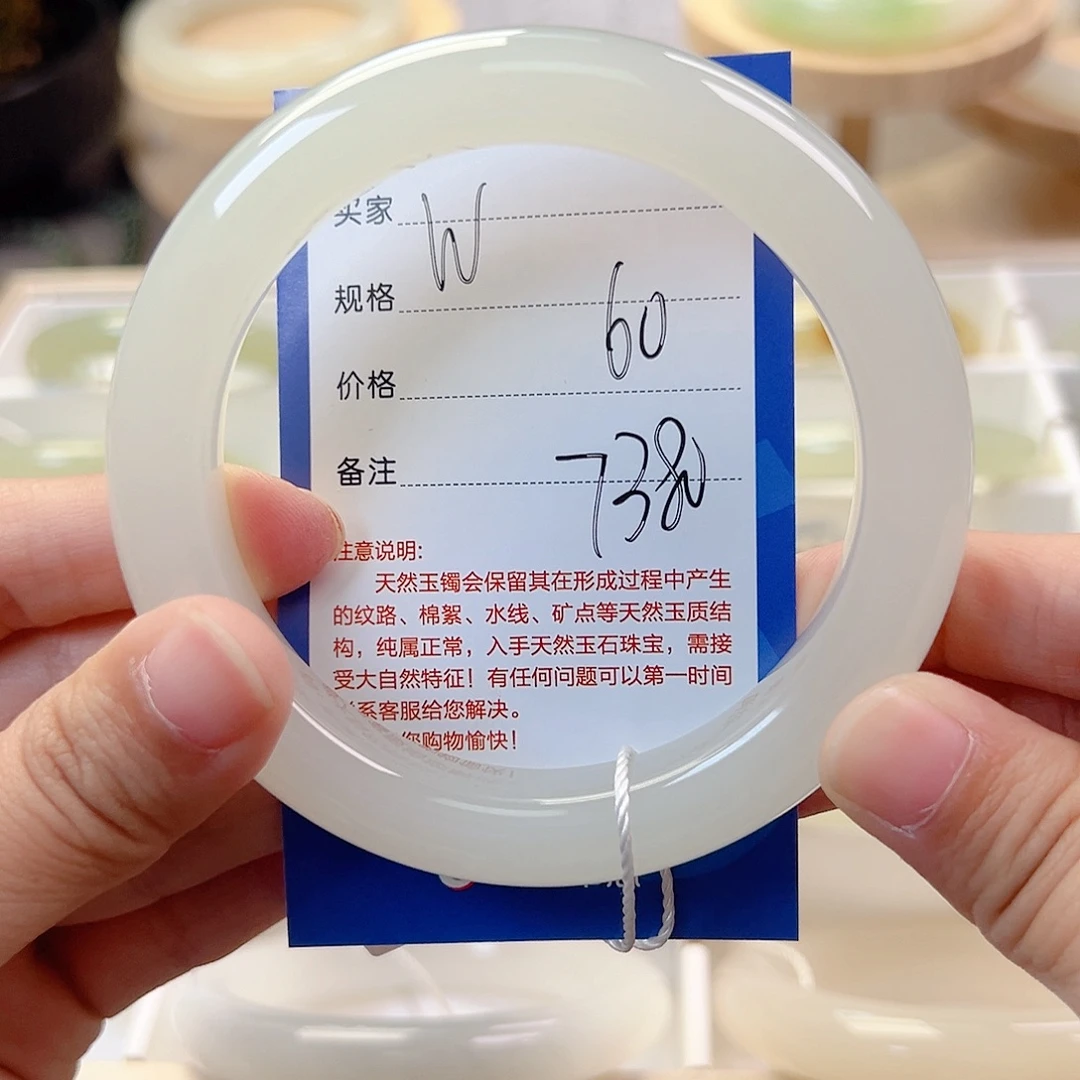 买家 W
规格 60
价格
备注 7380
注意说明:
天然玉镯会保留其在形成过程中产生
的纹路、棉絮、水线、矿点等天然玉质结
构，纯属正常，入手天然玉石珠宝，需接
受大自然特征！有任何问题可以第一时间
联系客服给您解决。
您购物愉快！